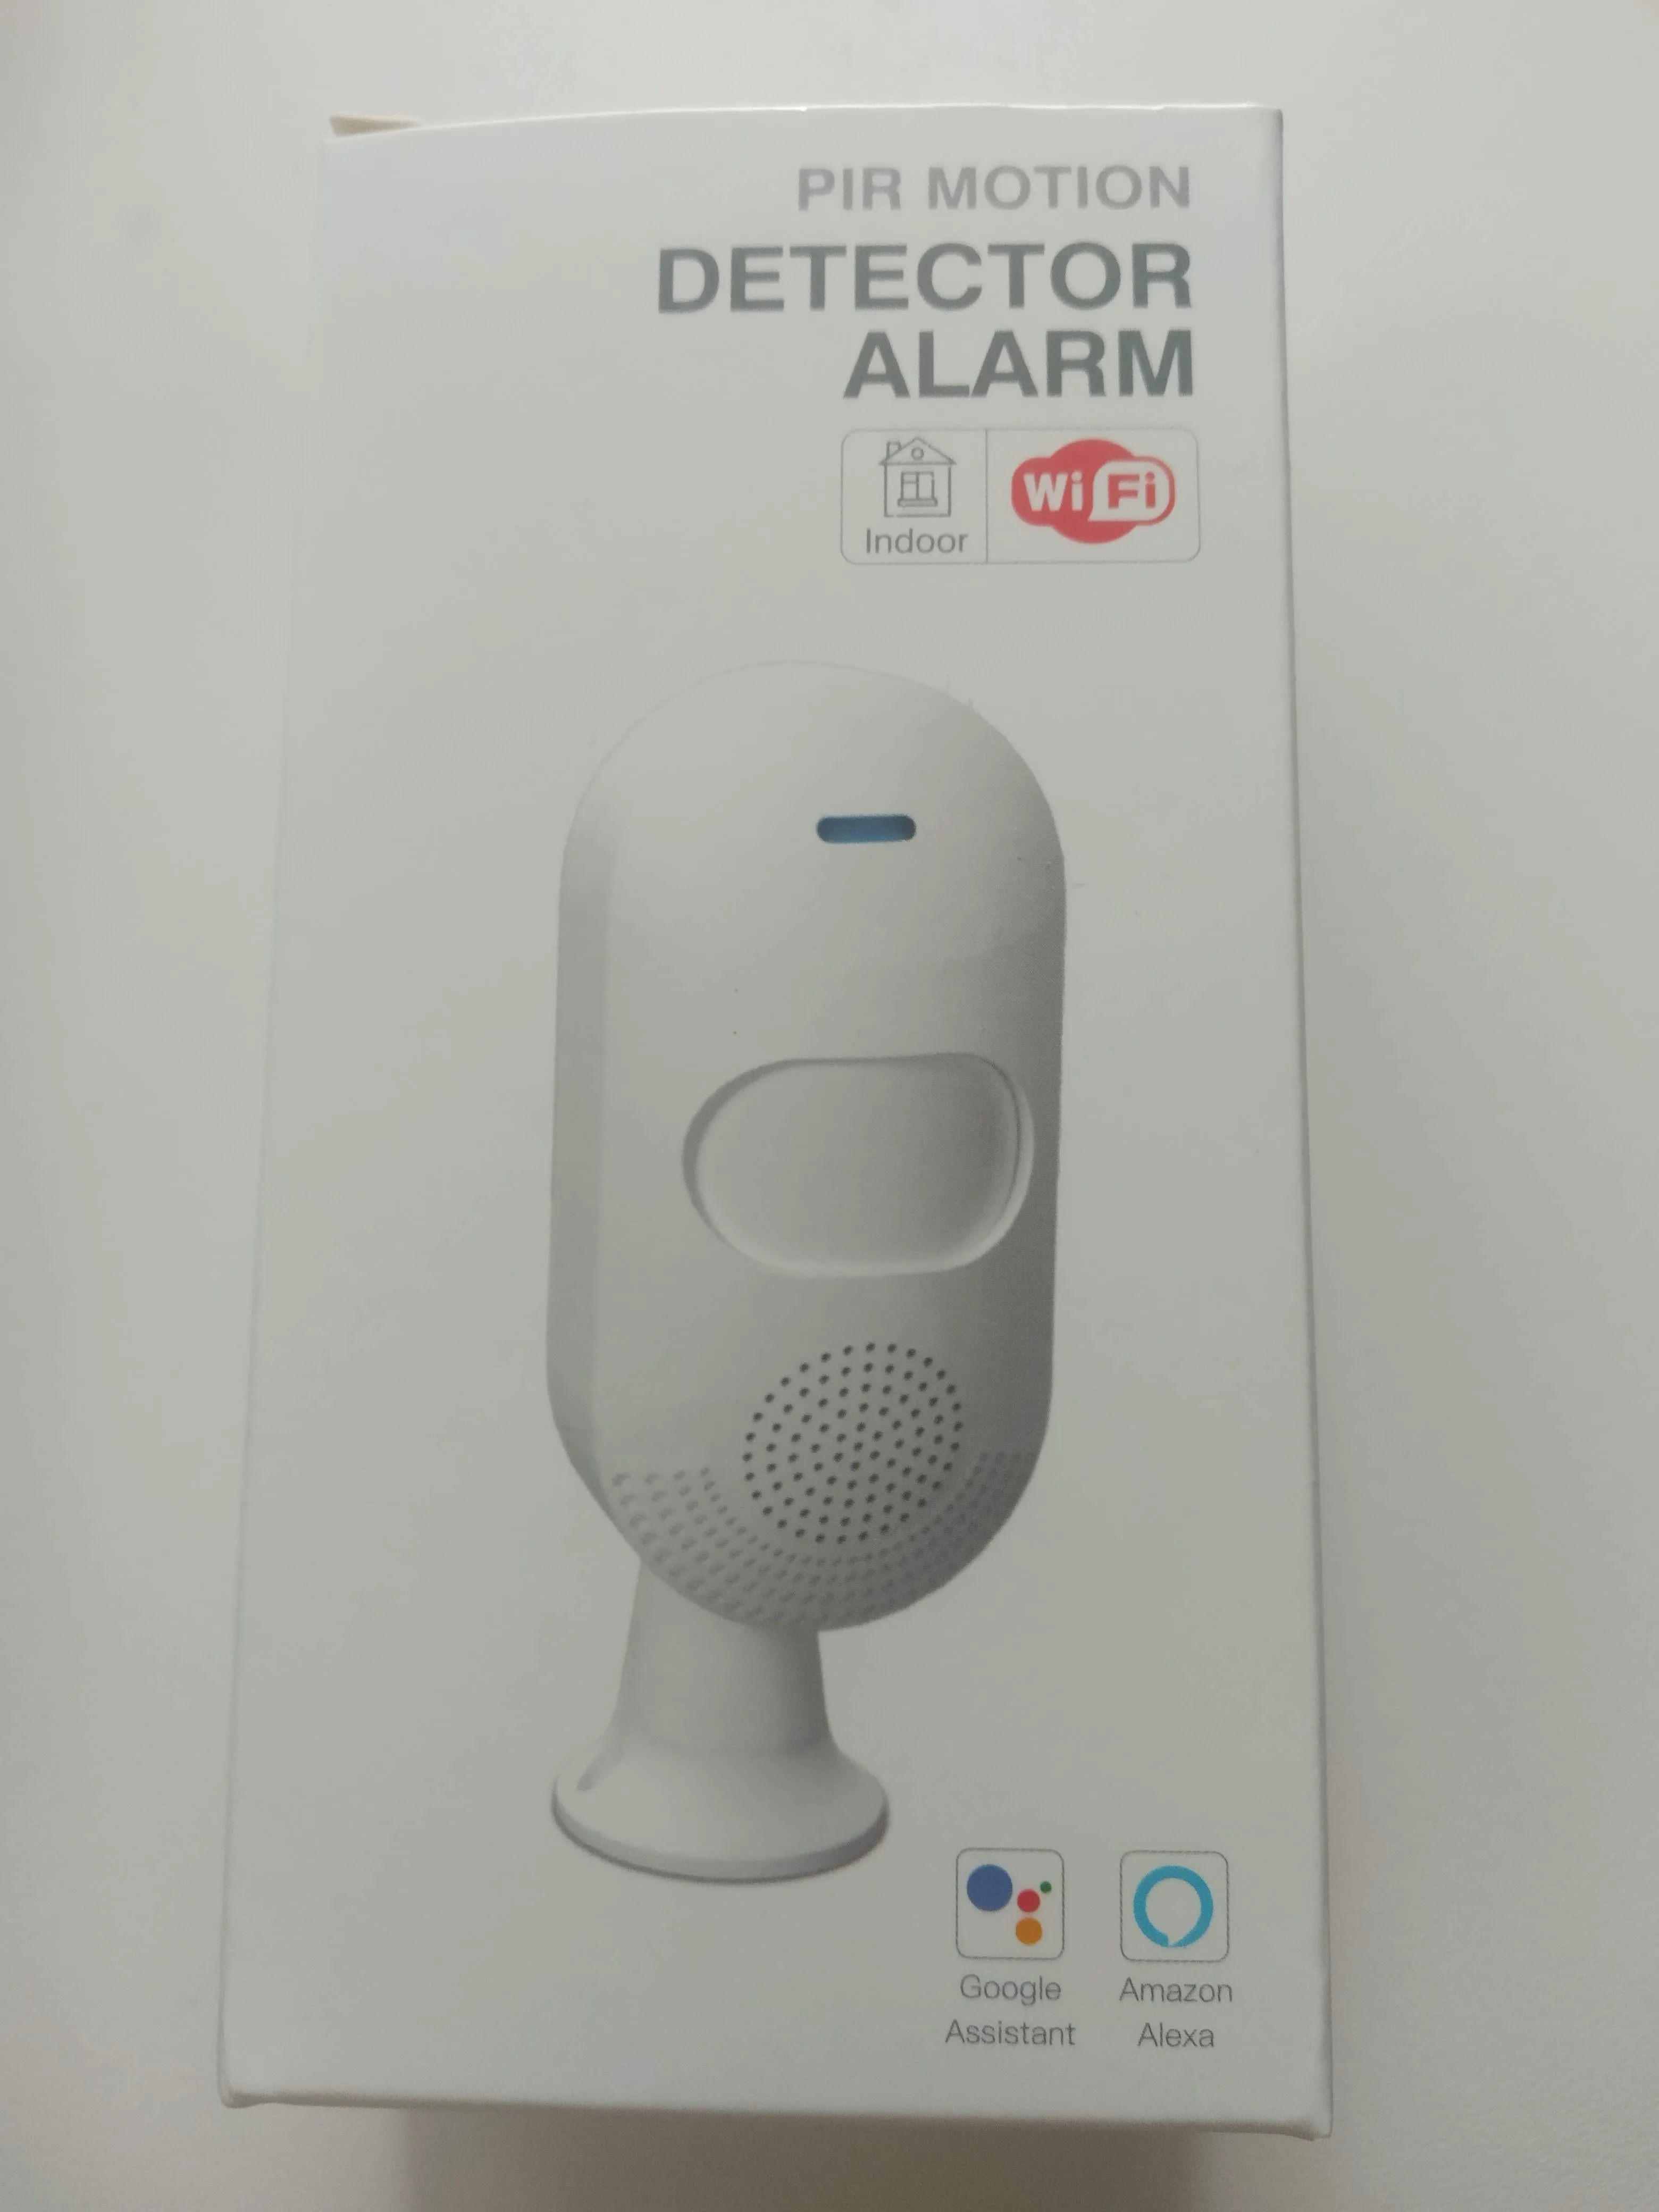 PIR MOTION
DETECTOR
ALARM
Indoor
WiFi
Google
Assistant
Amazon
Alexa